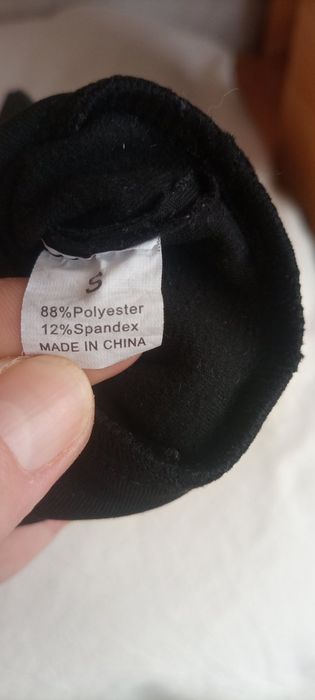 S
88%Polyester
12%Spandex
MADE IN CHINA